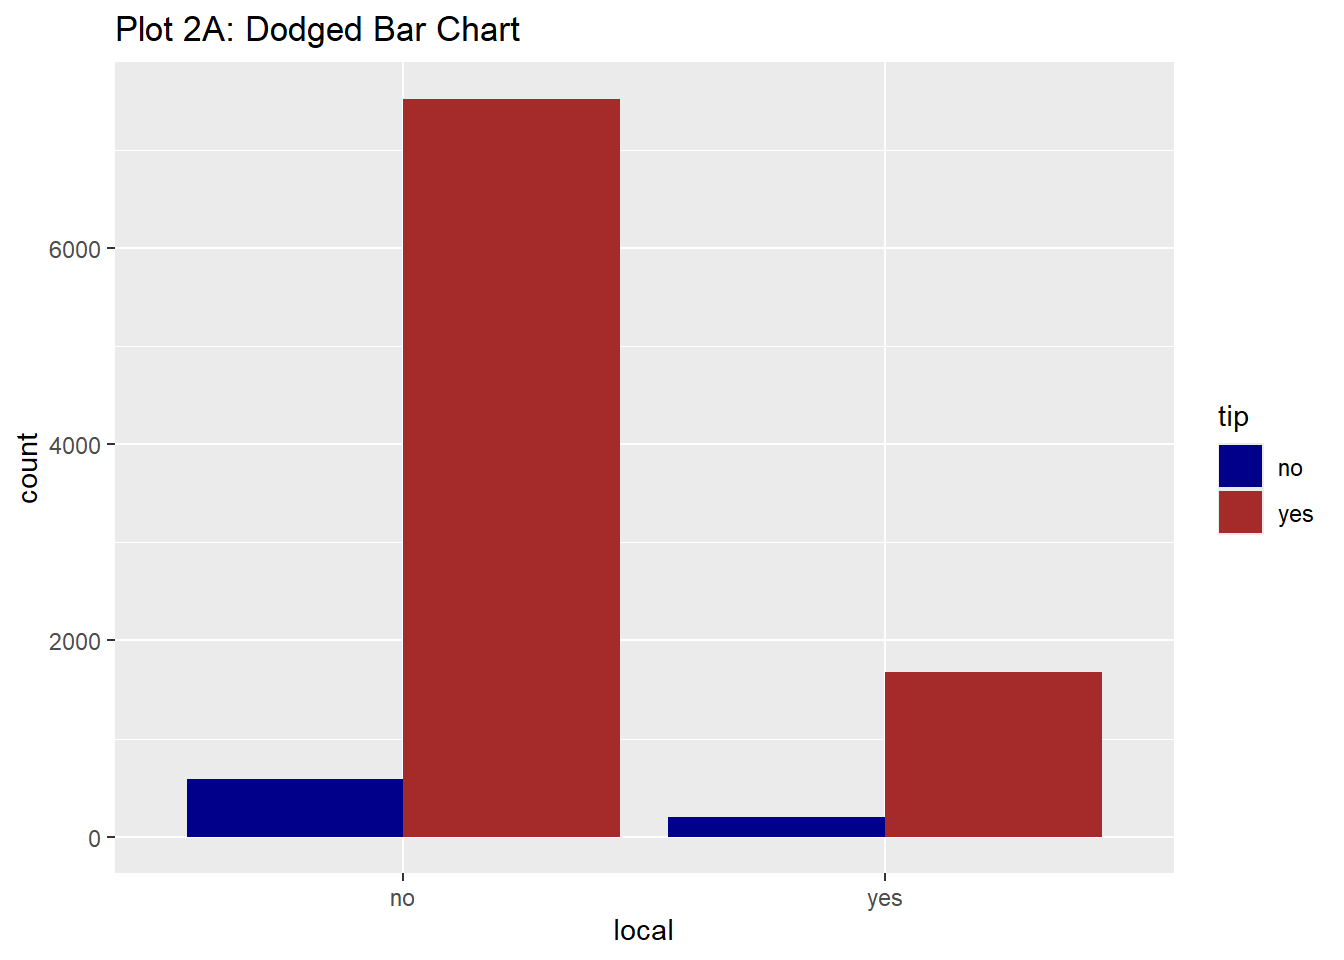 Plot 2A: Dodged Bar Chart
count
6000
4000
2000
0
no
yes
local
tip
no
yes